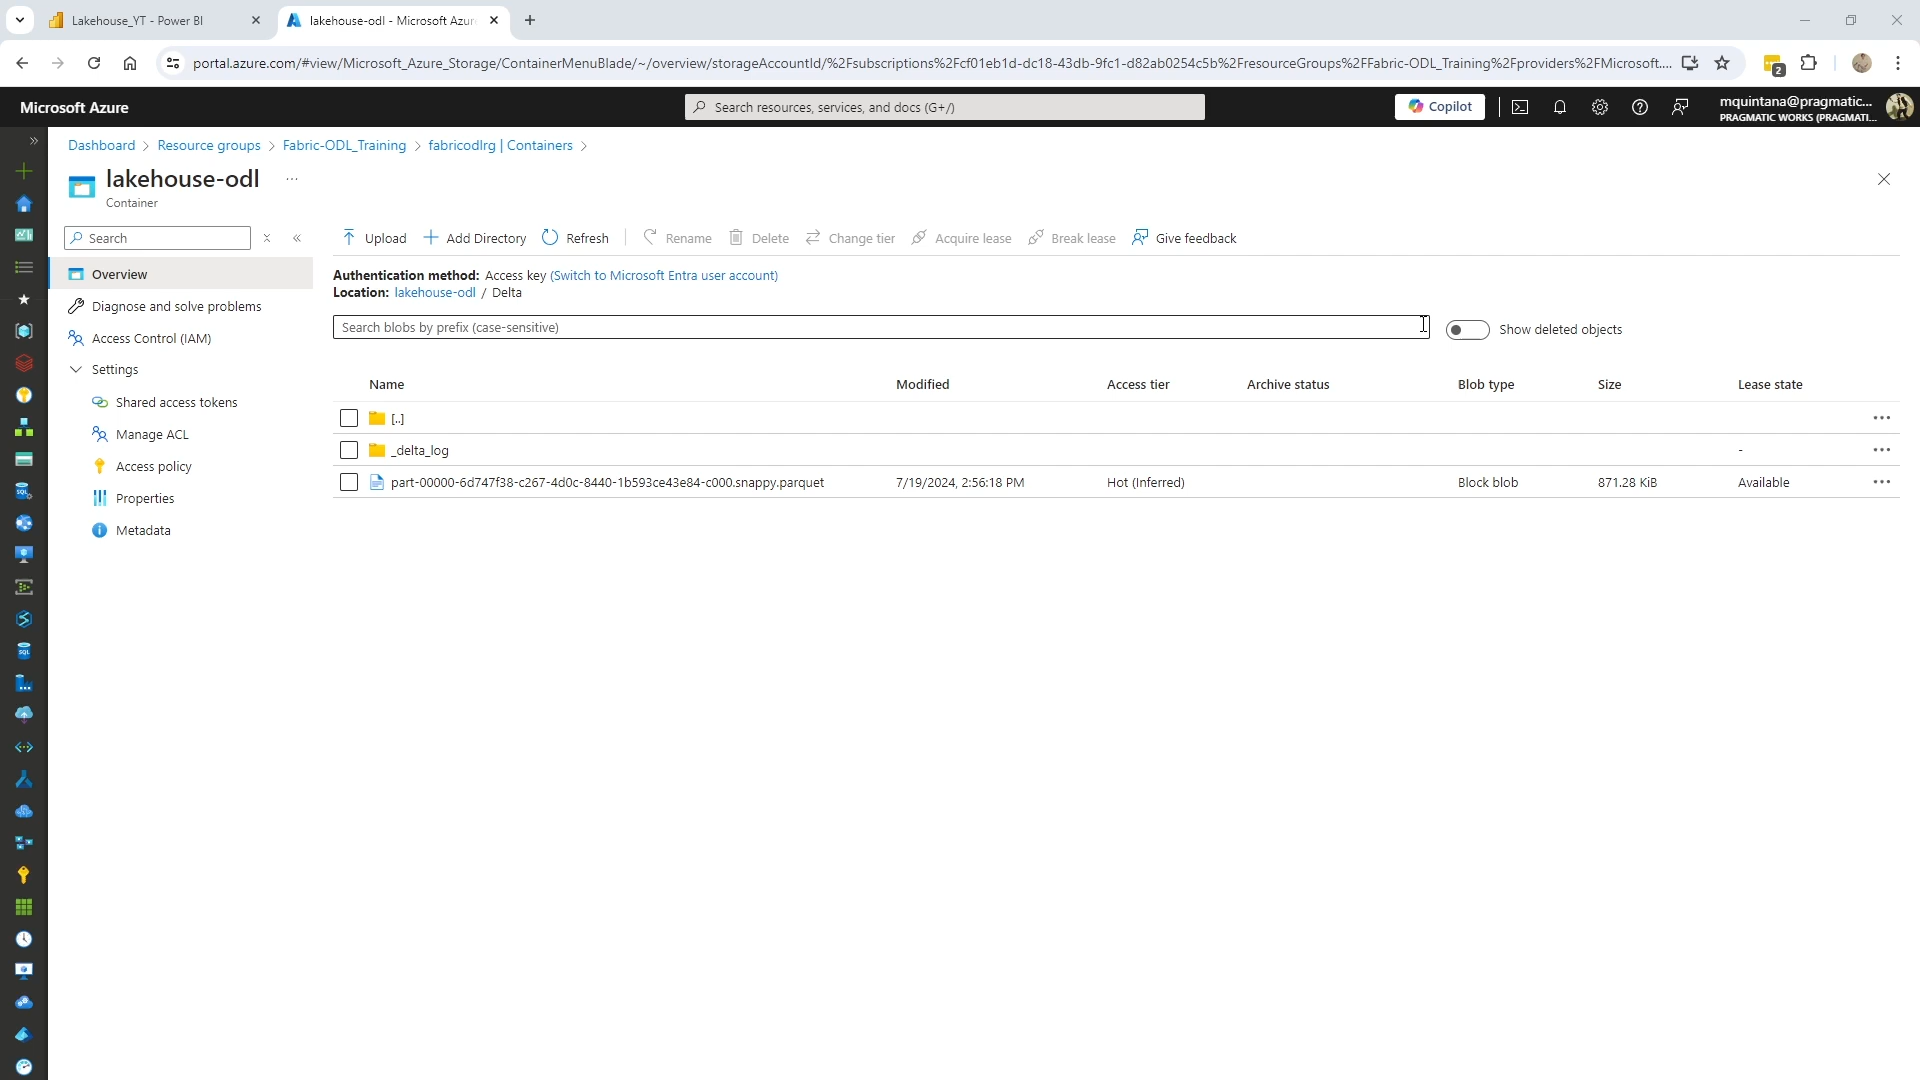 Lakehouse_YT - Power BI
lakehouse-odl - Microsoft Azur
portal.azure.com/#view/Microsoft_Azure_Storage/ContainerMenuBlade/~/overview/storageAccountId/%2Fsubscriptions%2Fcf01eb1d-dc18-43db-9fc1-d82ab0254c5b%2FresourceGroups%2FFabric-ODL_Training%2Fproviders%2FMicrosoft....
2
Microsoft Azure
Search resources, services, and docs (G+/)
Copilot
mquintana@pragmatic...
PRAGMATIC WORKS (PRAGMATI...
Dashboard > Resource groups > Fabric-ODL_Training > fabricodlrg | Containers >
lakehouse-odl ...
Container
Search
Upload Add Directory Refresh Rename Delete Change tier Acquire lease Break lease Give feedback
Overview
Diagnose and solve problems
Access Control (IAM)
Settings
Shared access tokens
Manage ACL
Access policy
Properties
Metadata
Authentication method: Access key (Switch to Microsoft Entra user account)
Location: lakehouse-odl / Delta
Search blobs by prefix (case-sensitive)
Show deleted objects
Name Modified Access tier Archive status Blob type Size Lease state
[..]
_delta_log -
part-00000-6d747f38-c267-4d0c-8440-1b593ce43e84-c000.snappy.parquet 7/19/2024, 2:56:18 PM Hot (Inferred) Block blob 871.28 KiB Available